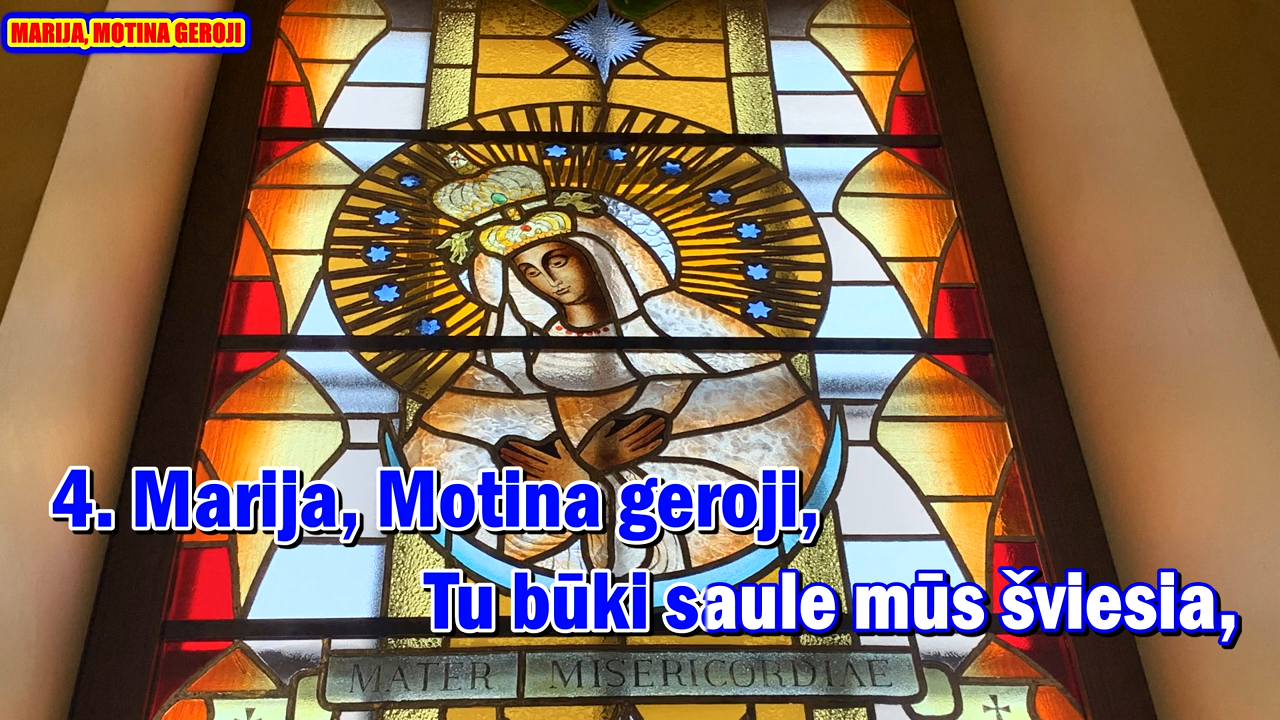 MARIJA, MOTINA GEROJI
4. Marija, Motina geroji,
Tu būki saule mūs šviesia,
MATER MISERICORDIAE